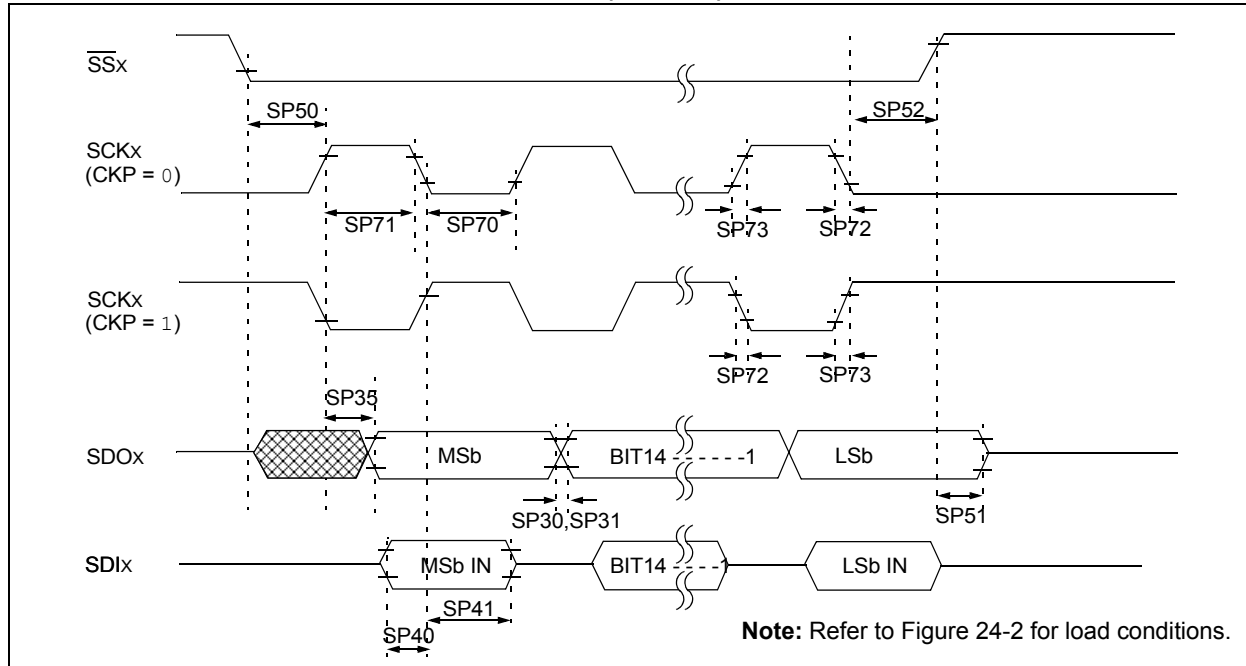 SSx
SP50
SP52
SCKx
(CKP = 0)
SP71
SP70
SP73
SP72
SCKx
(CKP = 1)
SP72
SP73
SP35
SDOx
MSb
BIT14 - - - - - -1
LSb
SP30,SP31
SP51
SDIx
MSb IN
BIT14 - - - -1
LSb IN
SP41
SP40
Note: Refer to Figure 24-2 for load conditions.